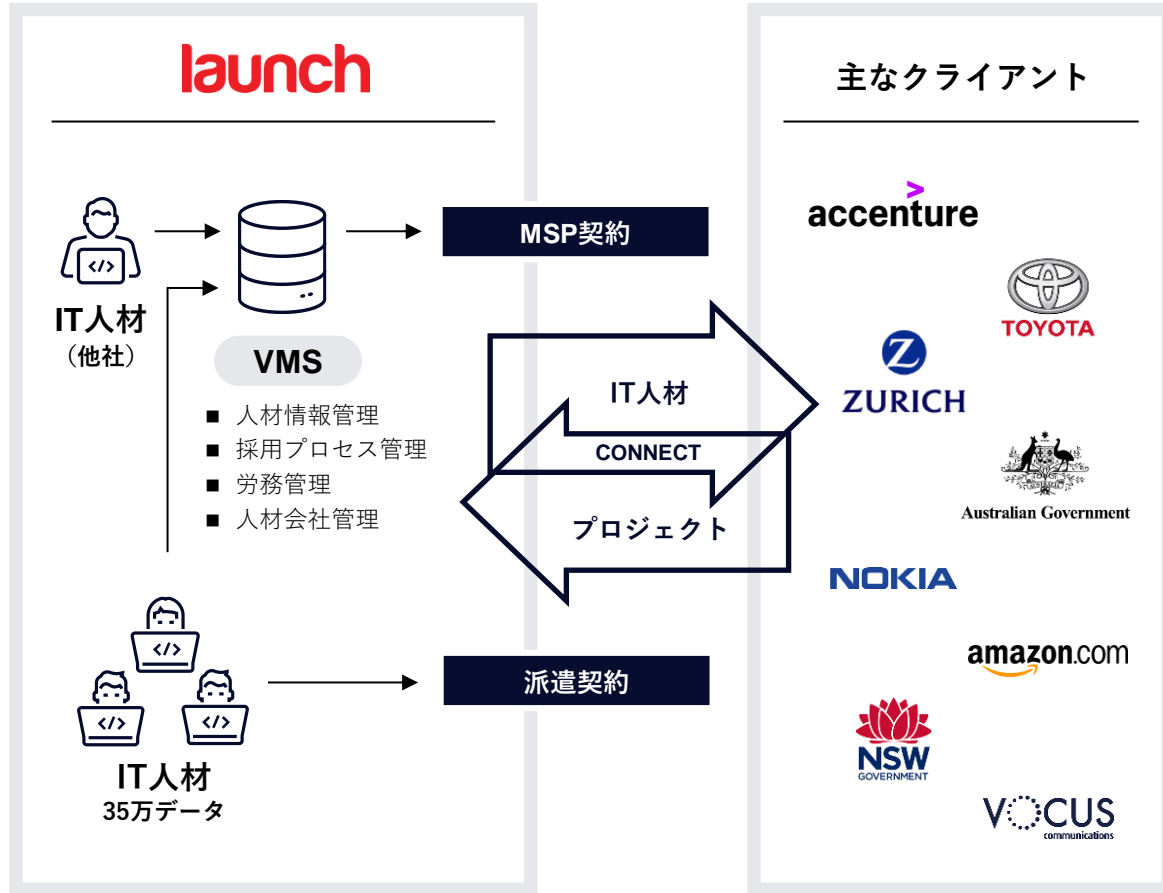 launch
IT人材
（他社）
</>
VMS
■ 人材情報管理
■ 採用プロセス管理
■ 労務管理
■ 人材会社管理
</>
</>
</>
IT人材
35万データ
MSP契約
IT人材
CONNECT
プロジェクト
派遣契約
主なクライアント
>
accenture
TOYOTA
Z
ZURICH
AUSTRALIA
Australian Government
NOKIA
amazon.com
NSW
GOVERNMENT
VOCUS
communications